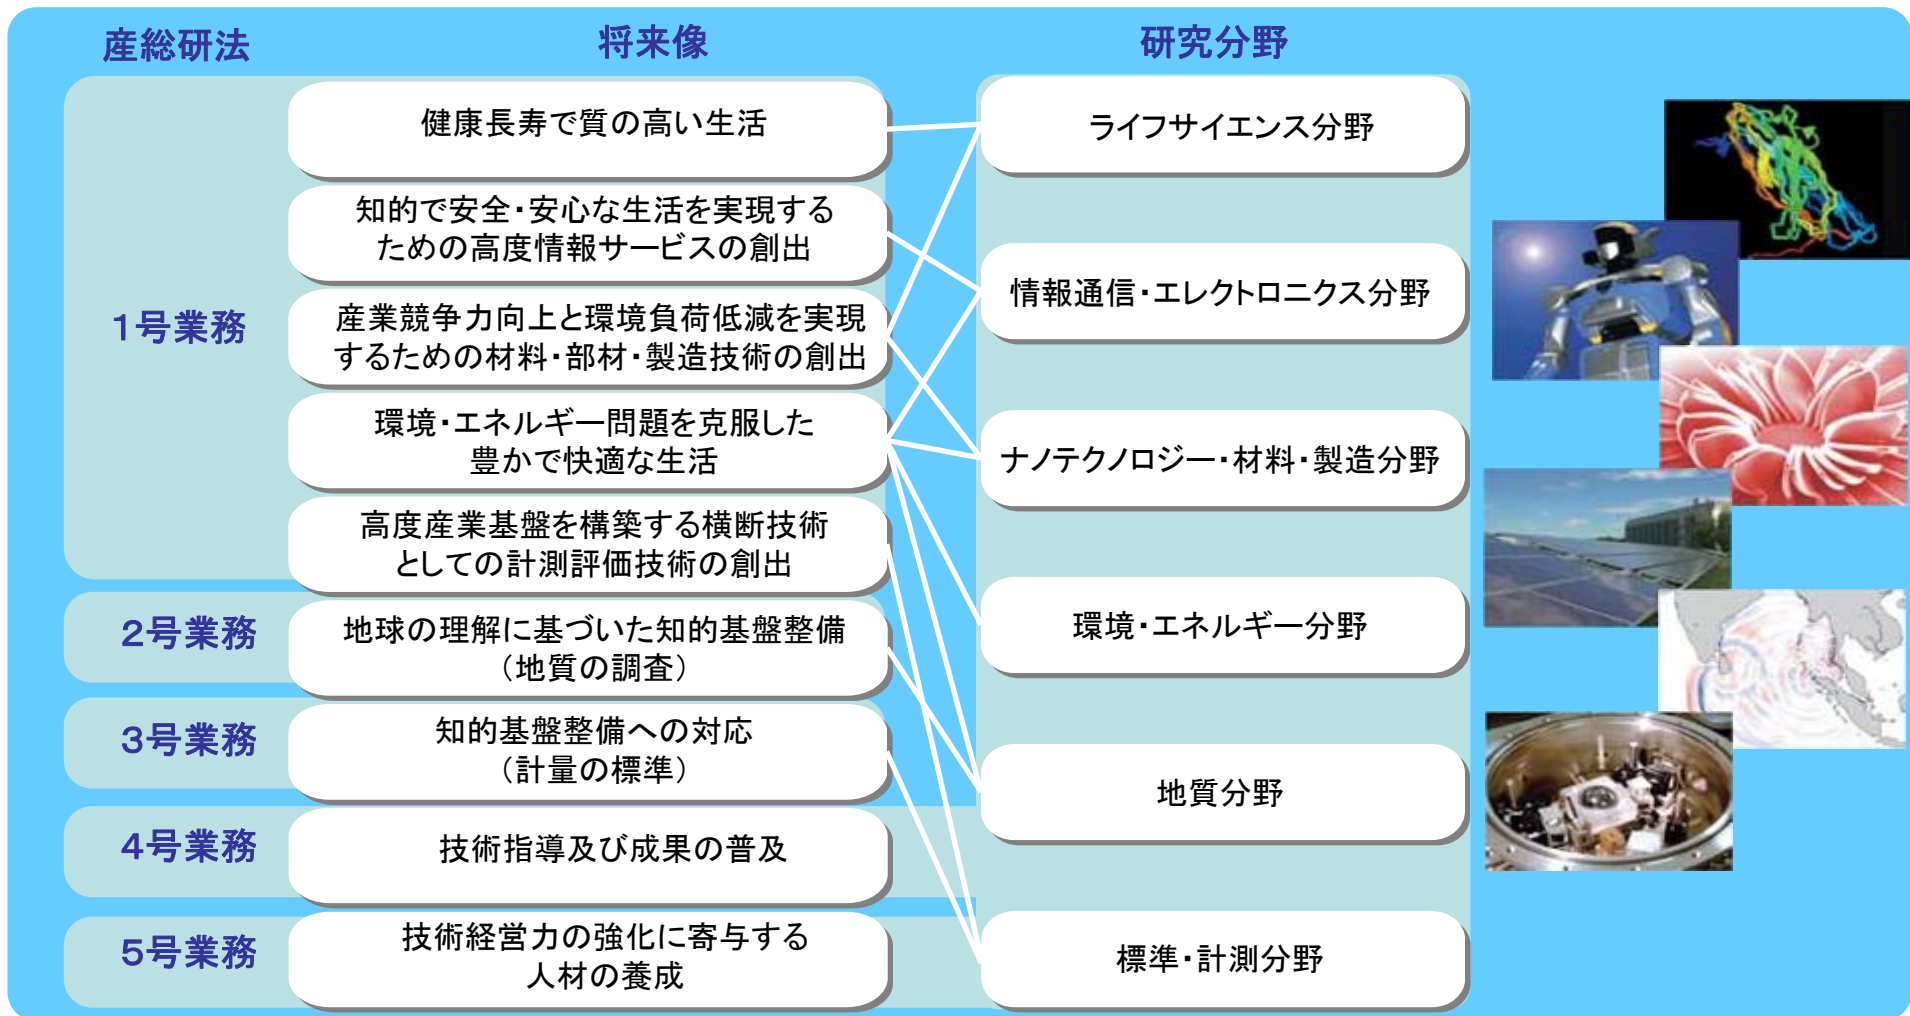 産総研法
将来像
研究分野
1号業務
健康長寿で質の高い生活
知的で安全・安心な生活を実現する
ための高度情報サービスの創出
産業競争力向上と環境負荷低減を実現
するための材料・部材・製造技術の創出
環境・エネルギー問題を克服した
豊かで快適な生活
高度産業基盤を構築する横断技術
としての計測評価技術の創出
2号業務
地球の理解に基づいた知的基盤整備
（地質の調査）
3号業務
知的基盤整備への対応
（計量の標準）
4号業務
技術指導及び成果の普及
5号業務
技術経営力の強化に寄与する
人材の養成
ライフサイエンス分野
情報通信・エレクトロニクス分野
ナノテクノロジー・材料・製造分野
環境・エネルギー分野
地質分野
標準・計測分野